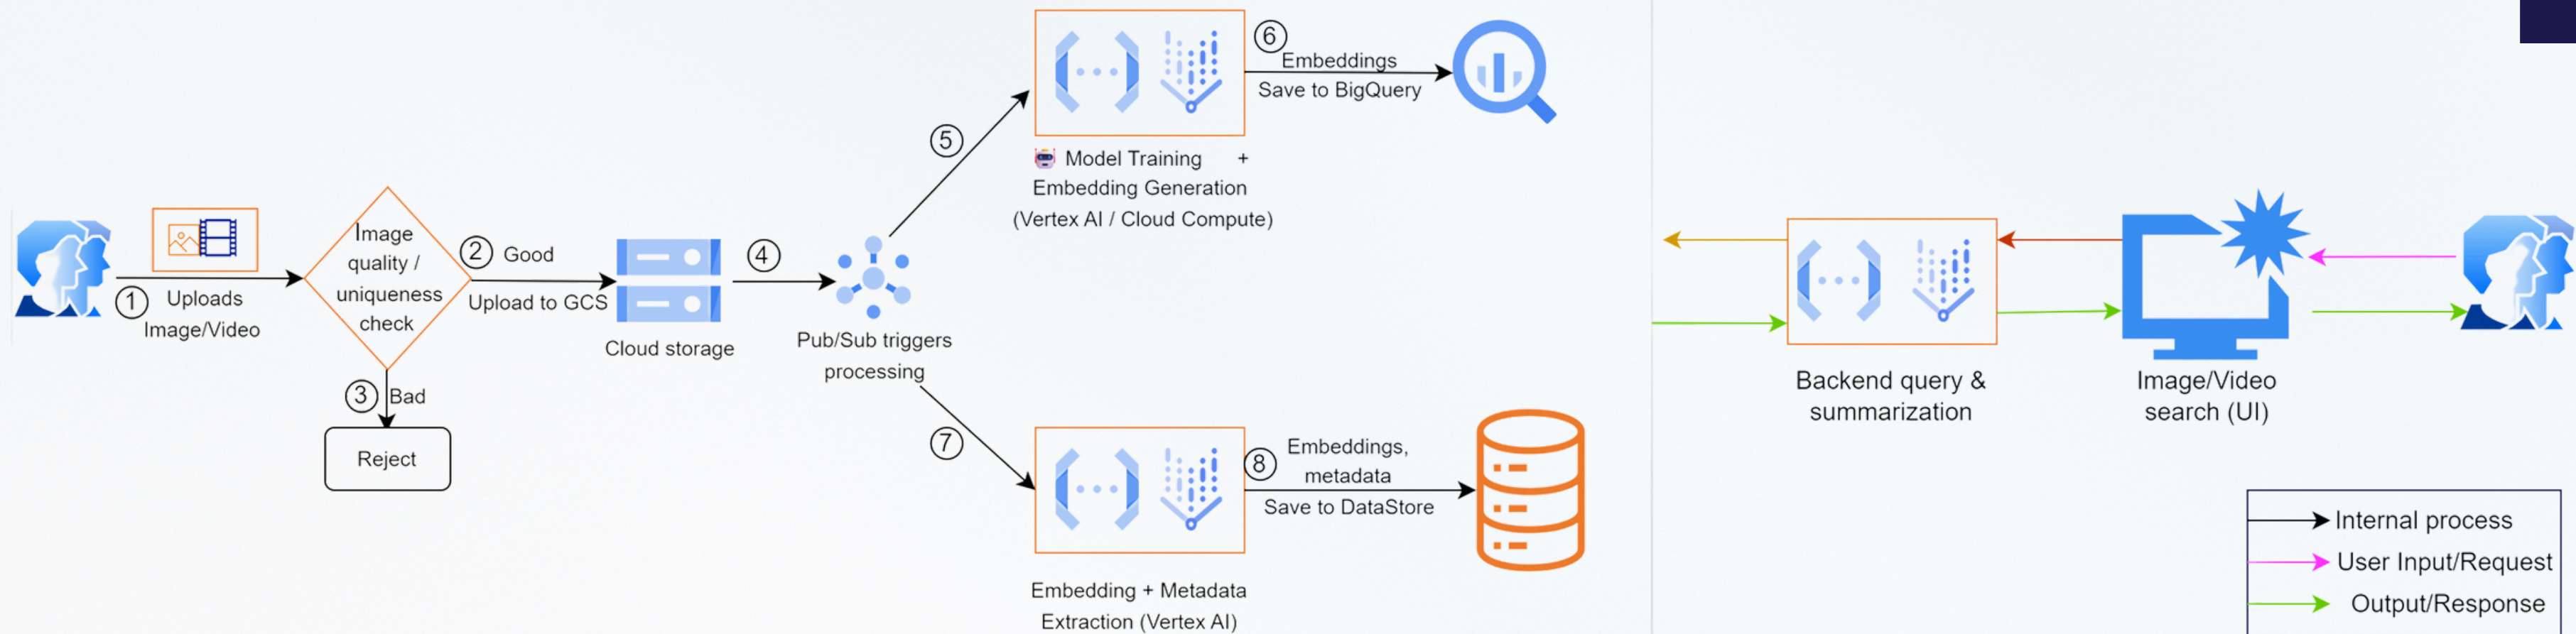 1
Uploads
Image/Video
Image
quality /
uniqueness
check
2
Good
Upload to GCS
3
Bad
Reject
Cloud storage
4
Pub/Sub triggers
processing
5
Model Training +
Embedding Generation
(Vertex AI / Cloud Compute)
6
Embeddings
Save to BigQuery
7
Embedding + Metadata
Extraction (Vertex AI)
8
Embeddings,
metadata
Save to DataStore
Backend query &
summarization
Image/Video
search (UI)
Internal process
User Input/Request
Output/Response